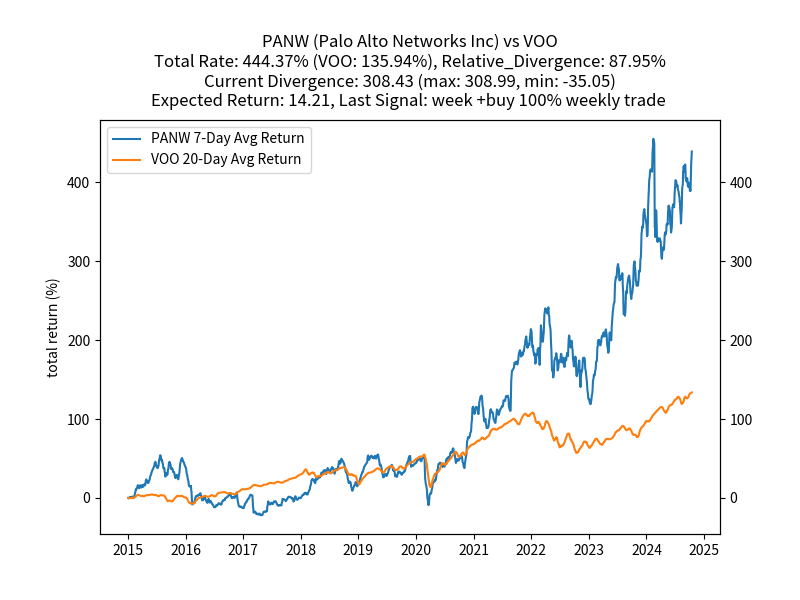 PANW (Palo Alto Networks Inc) vs VOO
Total Rate: 444.37% (VOO: 135.94%), Relative_Divergence: 87.95%
Current Divergence: 308.43 (max: 308.99, min: -35.05)
Expected Return: 14.21, Last Signal: week +buy 100% weekly trade
PANW 7-Day Avg Return
VOO 20-Day Avg Return
total return (%)
400
300
200
100
0
400
300
200
100
0
2015 2016 2017 2018 2019 2020 2021 2022 2023 2024 2025